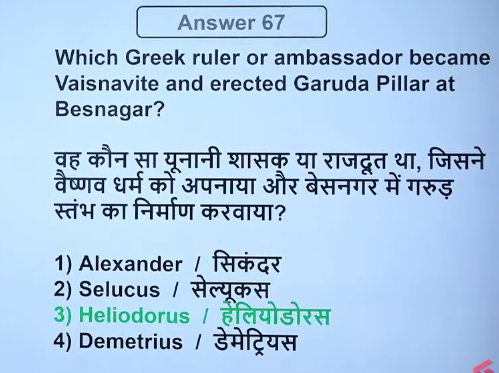 Answer 67
Which Greek ruler or ambassador became
Vaisnavite and erected Garuda Pillar at
Besnagar?
वह कौन सा यूनानी शासक या राजदूत था, जिसने
वैष्णव धर्म को अपनाया और बेसनगर में गरुड़
स्तंभ का निर्माण करवाया?
1) Alexander / सिकंदर
2) Selucus / सेल्यूकस
3) Heliodorus / हेलियोडोरस
4) Demetrius / डेमेट्रियस